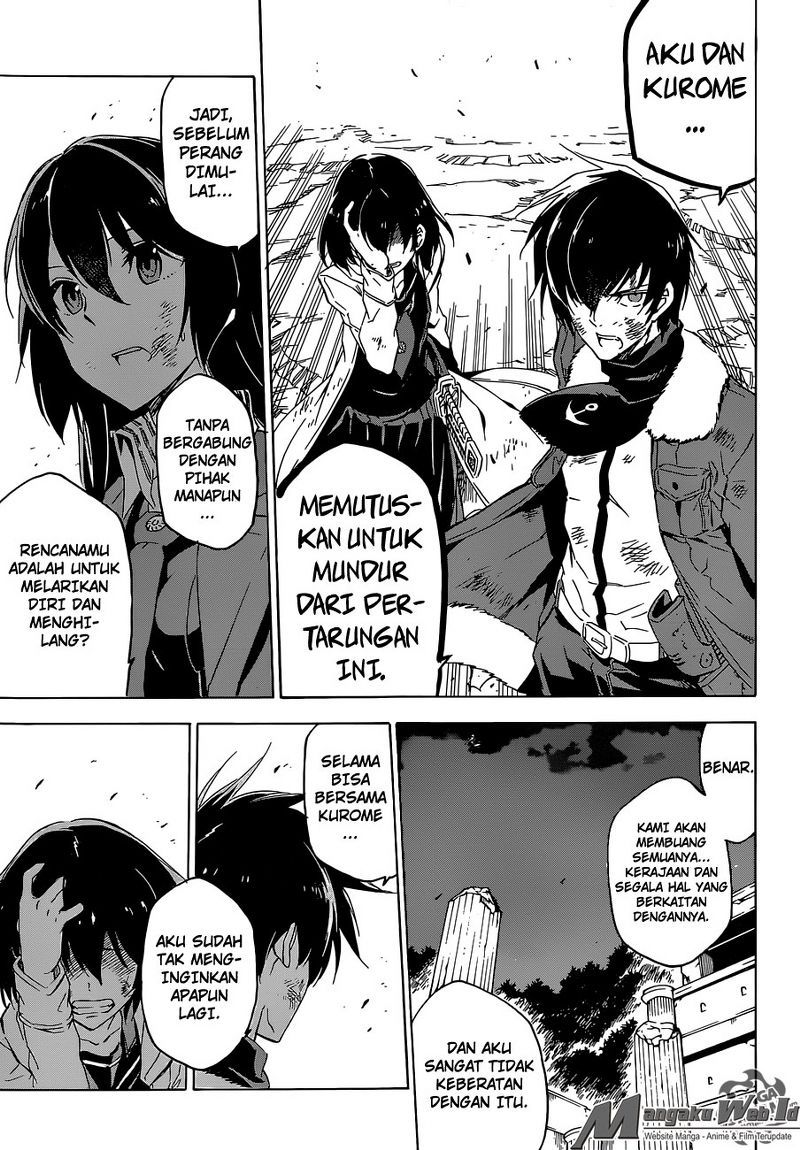 AKU DAN
KUROME
...
MEMUTUS-
KAN UNTUK
MUNDUR
DARI PER-
TARUNGAN
INI.
JADI,
SEBELUM
PERANG
DIMU-
LAI...
TANPA
BERGABUNG
DENGAN
PIHAK
MANAPUN
...
RENCANAMU
ADALAH UNTUK
MELARIKAN
DIRI DAN
MENGHI-
LANG?
BENAR.
KAMI AKAN
MEMBUANG
SEMUANYA...
KERAJAAN DAN
SEGALA HAL YANG
BERKAITAN
DENGANNYA.
DAN AKU
SANGAT TIDAK
KEBERATAN
DENGAN ITU.
SELAMA
BISA
BERSAMA
KUROME
...
AKU SUDAH
TAK MENG-
INGINKAN
APAPUN
LAGI.
Mangaku.Web.Id
Website Manga - Anime & Film Terupdate